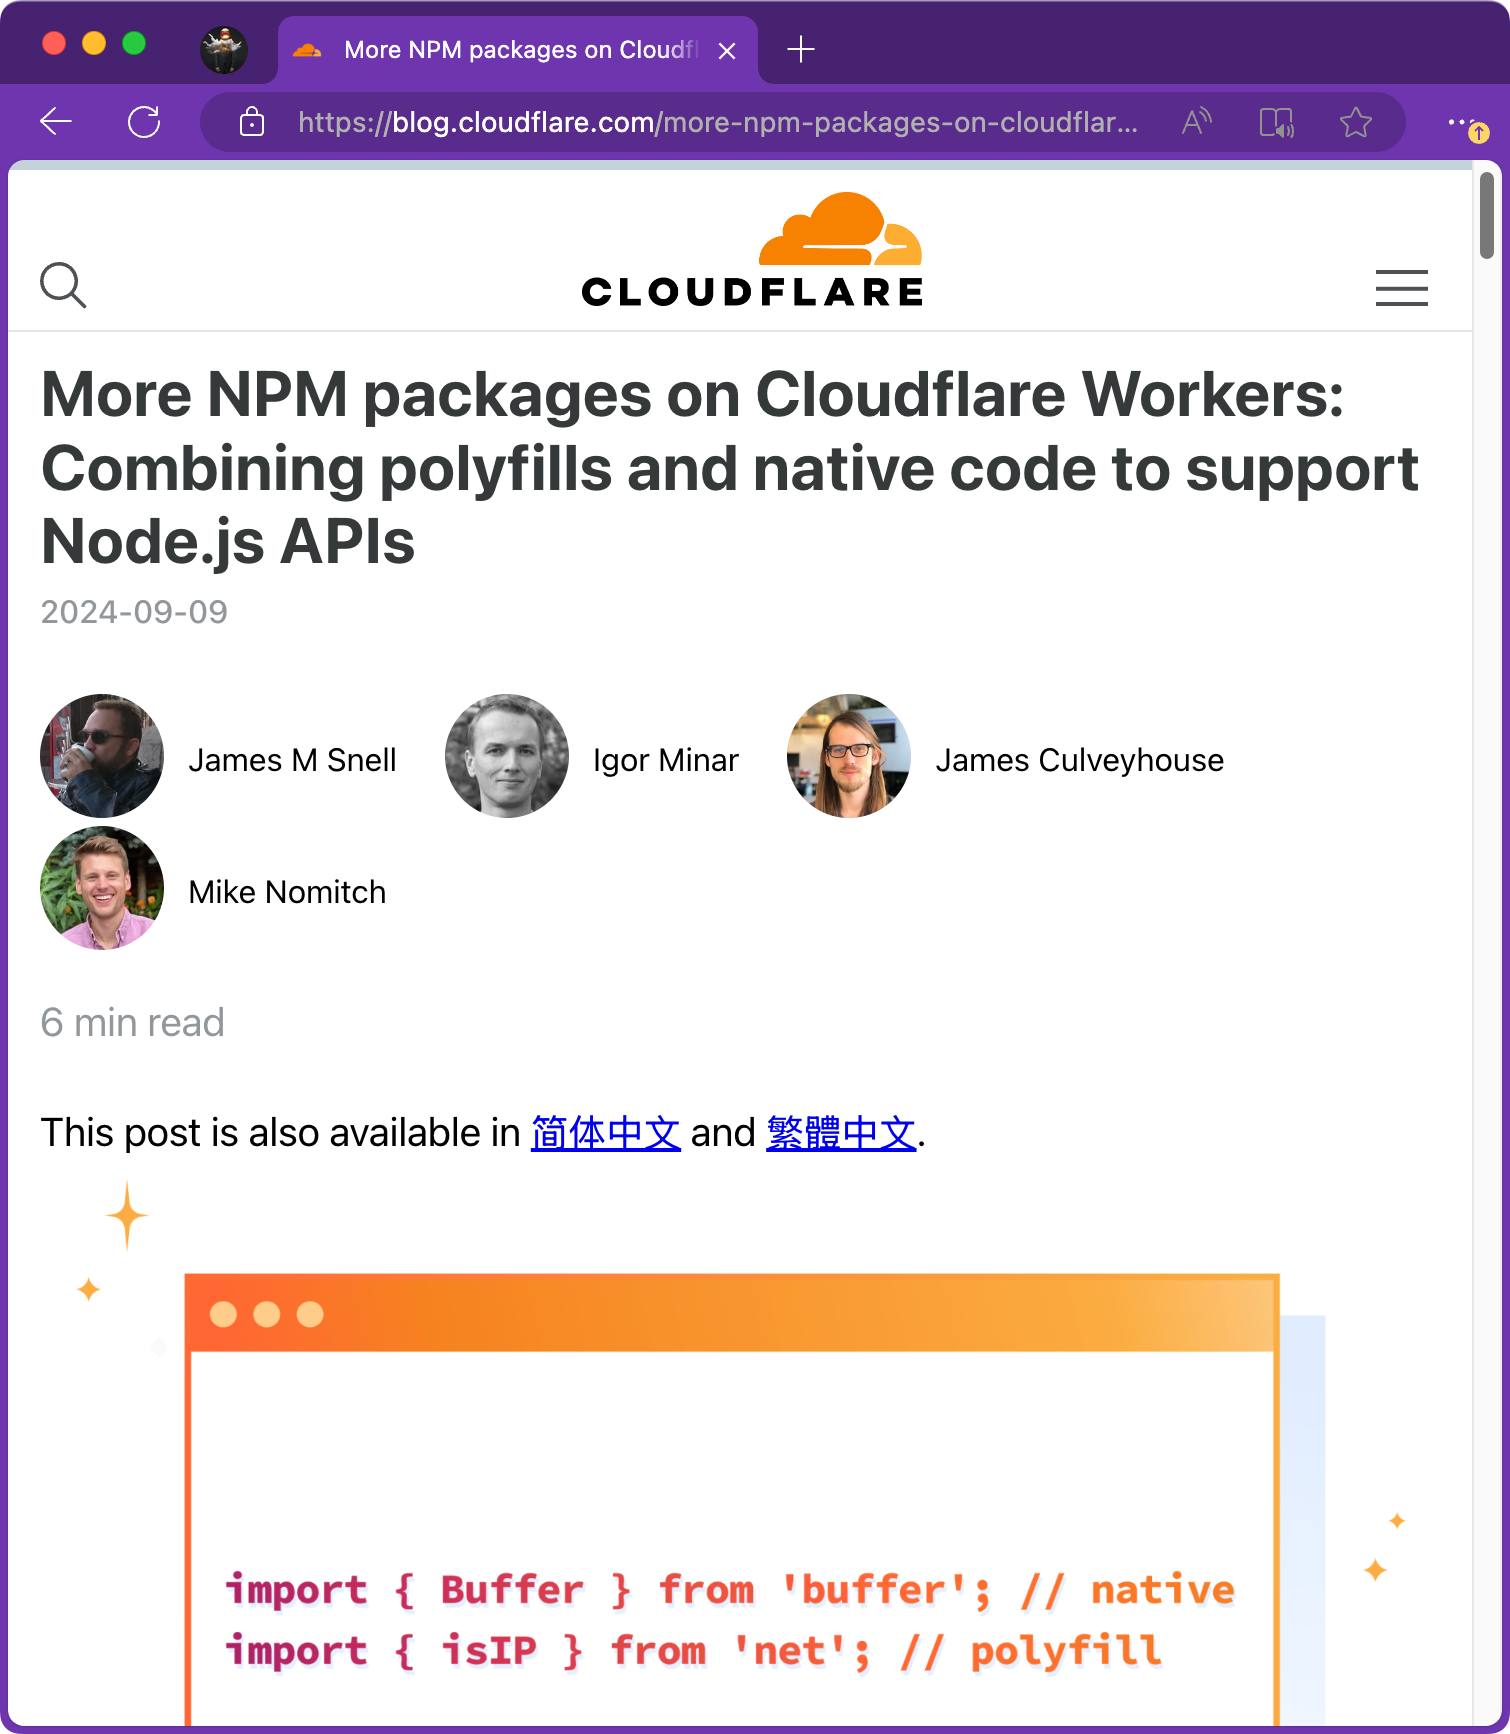 More NPM packages on Cloudfl
https://blog.cloudflare.com/more-npm-packages-on-cloudflar...
CLOUDFLARE
More NPM packages on Cloudflare Workers:
Combining polyfills and native code to support
Node.js APIs
2024-09-09
James M Snell
Igor Minar
James Culveyhouse
Mike Nomitch
6 min read
This post is also available in 简体中文 and 繁體中文.
import { Buffer } from 'buffer'; // native
import { isIP } from 'net'; // polyfill